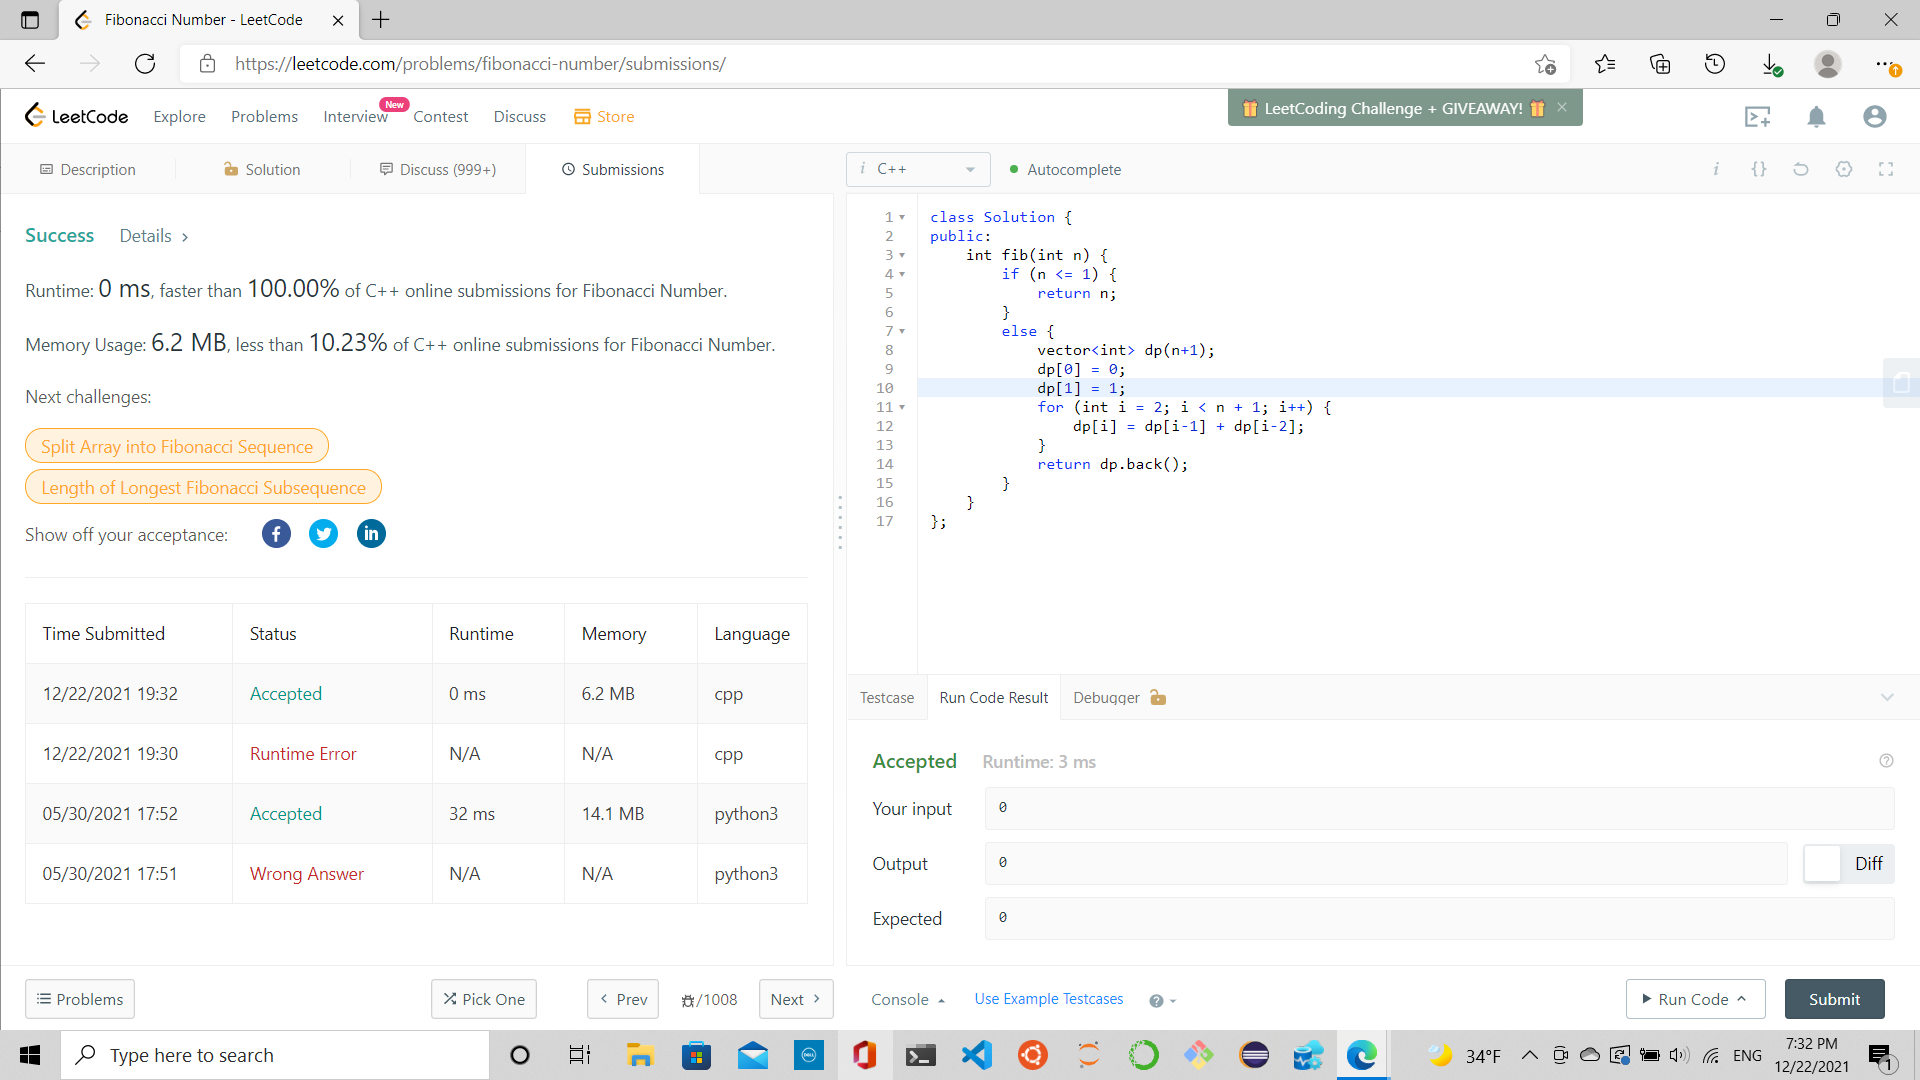 Fibonacci Number - LeetCode
https://leetcode.com/problems/fibonacci-number/submissions/
LeetCode
Explore
Problems
Interview
New
Contest
Discuss
Store
LeetCoding Challenge + GIVEAWAY!
Description
Solution
Discuss (999+)
Submissions
Success
Details
Runtime: 0 ms, faster than 100.00% of C++ online submissions for Fibonacci Number.
Memory Usage: 6.2 MB, less than 10.23% of C++ online submissions for Fibonacci Number.
Next challenges:
Split Array into Fibonacci Sequence
Length of Longest Fibonacci Subsequence
Show off your acceptance:
Time Submitted Status Runtime Memory Language
12/22/2021 19:32 Accepted 0 ms 6.2 MB cpp
12/22/2021 19:30 Runtime Error N/A N/A cpp
05/30/2021 17:52 Accepted 32 ms 14.1 MB python3
05/30/2021 17:51 Wrong Answer N/A N/A python3
Problems
Pick One
Prev
/1008
Next
i C++
Autocomplete
1 class Solution {
2 public:
3 int fib(int n) {
4 if (n <= 1) {
5 return n;
6 }
7 else {
8 vector<int> dp(n+1);
9 dp[0] = 0;
10 dp[1] = 1;
11 for (int i = 2; i < n + 1; i++) {
12 dp[i] = dp[i-1] + dp[i-2];
13 }
14 return dp.back();
15 }
16 }
17 };
Testcase
Run Code Result
Debugger
Accepted Runtime: 3 ms
Your input 0
Output 0
Diff
Expected 0
Console
Use Example Testcases
Run Code
Submit
Type here to search
DELL
34°F
ENG
7:32 PM
12/22/2021
1